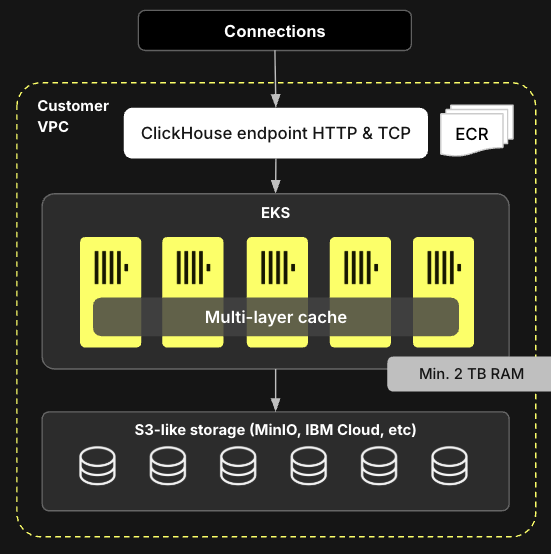 Connections
Customer
VPC
ClickHouse endpoint HTTP & TCP
ECR
EKS
Multi-layer cache
Min. 2 TB RAM
S3-like storage (MinIO, IBM Cloud, etc)